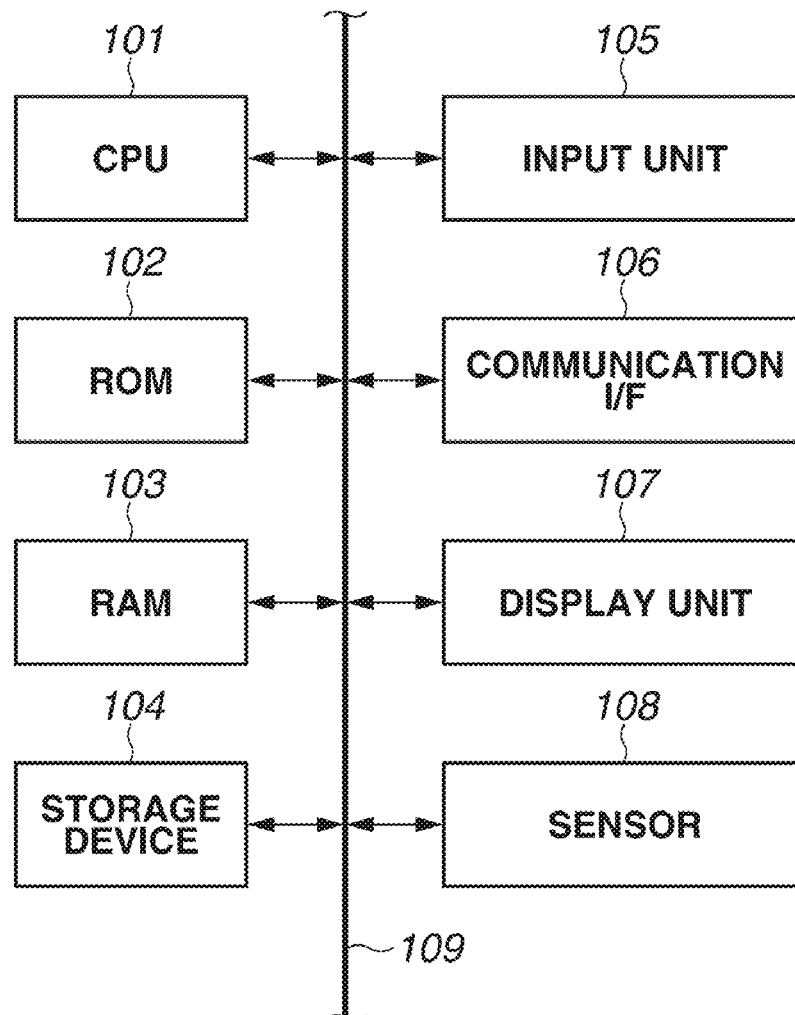 101
CPU
105
INPUT UNIT
102
ROM
106
COMMUNICATION
I/F
103
RAM
107
DISPLAY UNIT
104
STORAGE
DEVICE
108
SENSOR
109